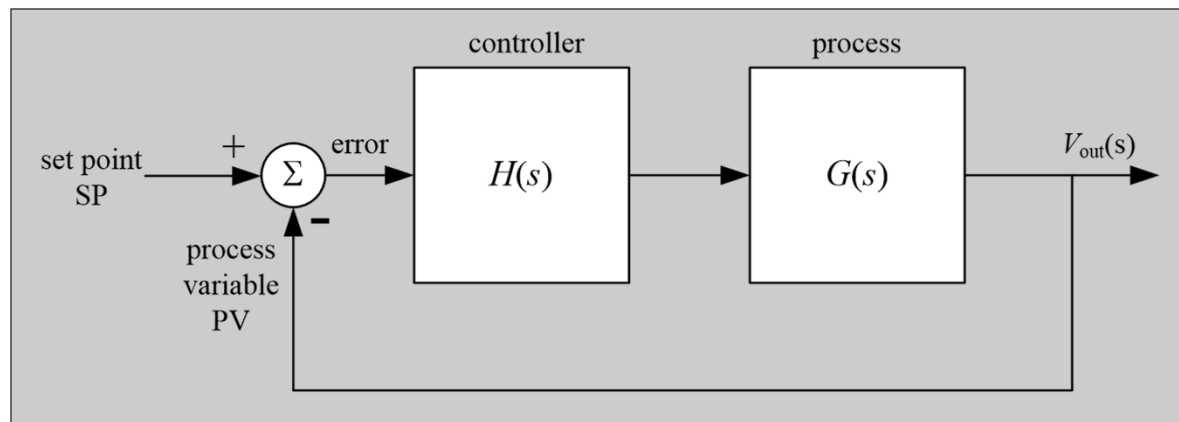 controller
process
+
error
V_out(s)
set point
SP
Σ
H(s)
G(s)
-
process
variable
PV